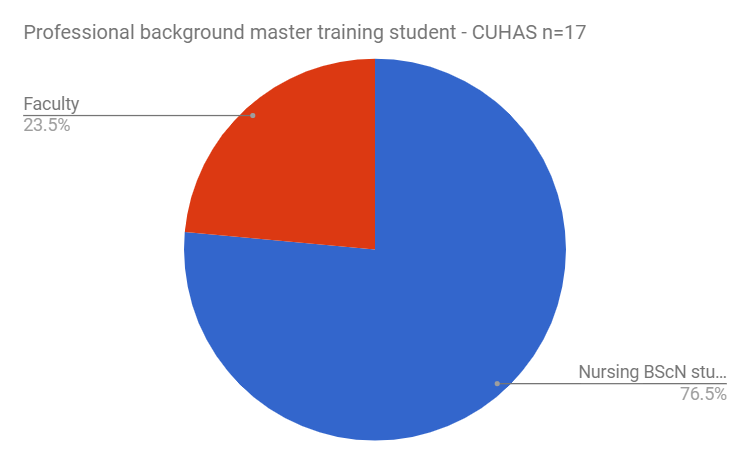 Professional background master training student - CUHAS n=17
Faculty
23.5%
Nursing BScN stu...
76.5%